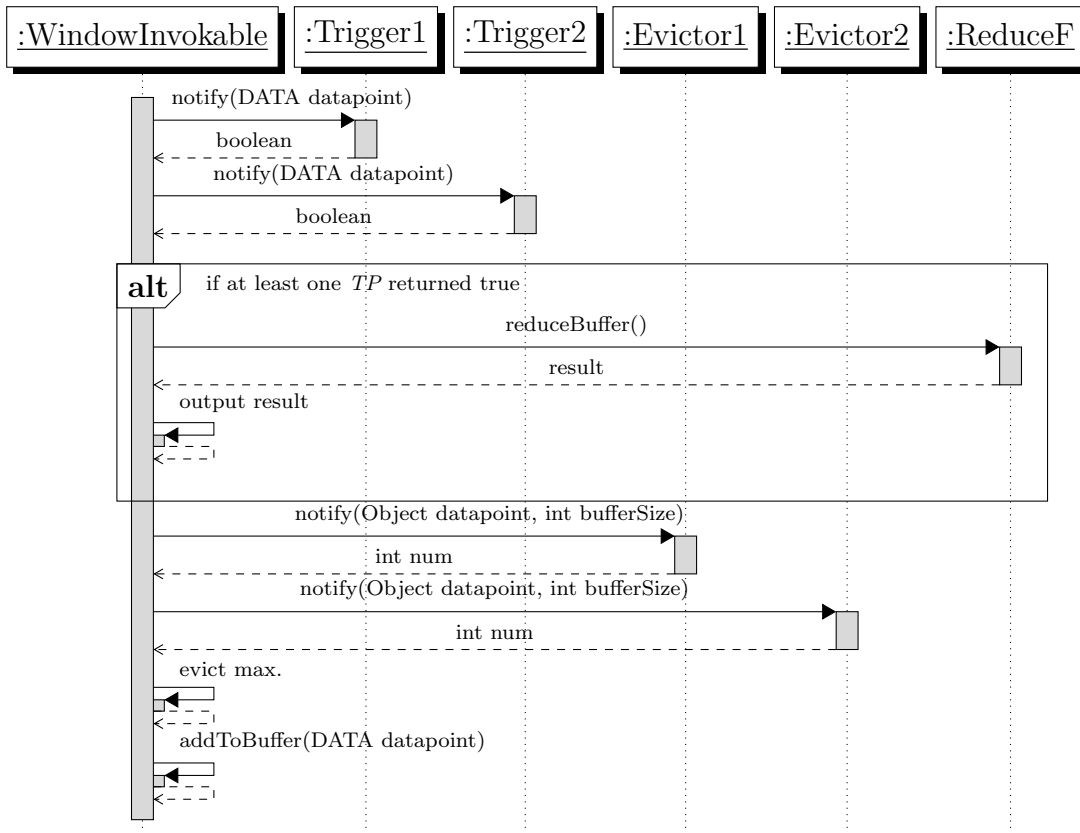 :WindowInvokable :Trigger1 :Trigger2 :Evictor1 :Evictor2 :ReduceF
notify(DATA datapoint)
boolean
notify(DATA datapoint)
boolean
alt if at least one TP returned true
reduceBuffer()
result
output result
notify(Object datapoint, int bufferSize)
int num
notify(Object datapoint, int bufferSize)
int num
evict max.
addToBuffer(DATA datapoint)